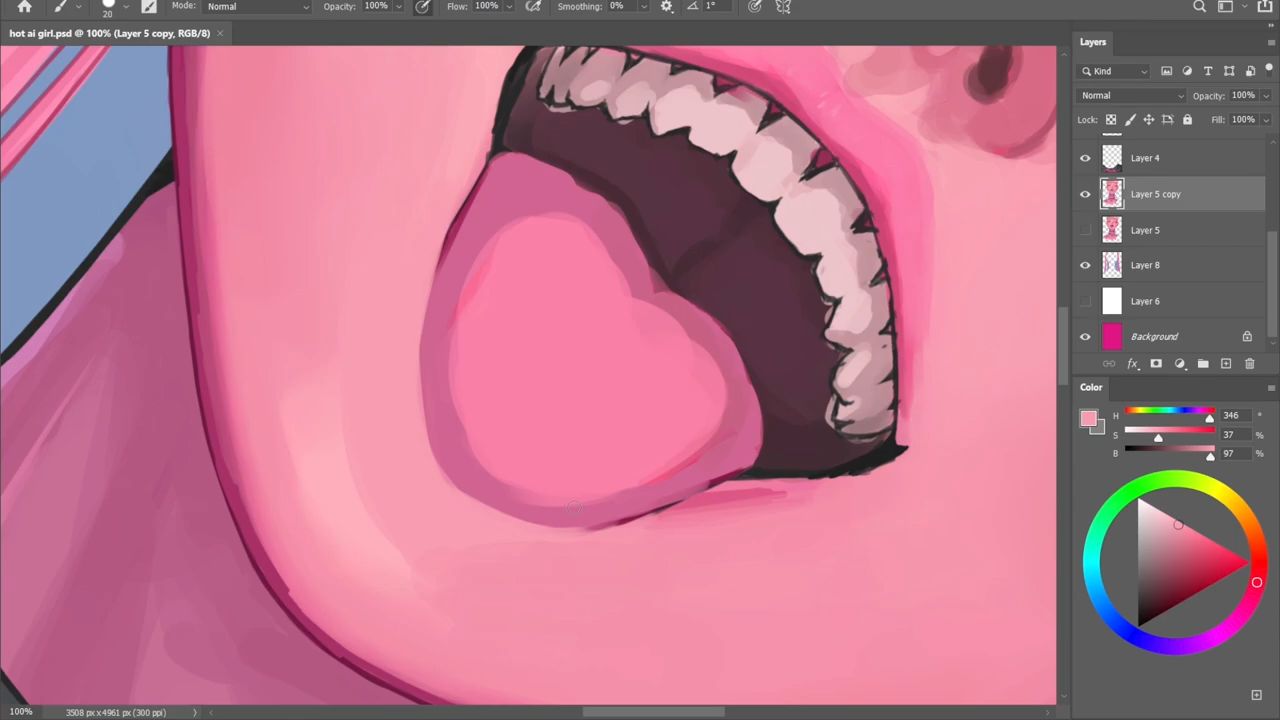 20 Mode: Normal Opacity: 100% Flow: 100% Smoothing: 0% 1°
hot ai girl.psd @ 100% (Layer 5 copy, RGB/8) ×
Layers
Kind
Normal Opacity: 100%
Lock: Fill: 100%
Layer 4
Layer 5 copy
Layer 5
Layer 8
Layer 6
Background
fx
Color
H 346 °
S 37 %
B 97 %
100% 3508 px x 4961 px (300 ppi)